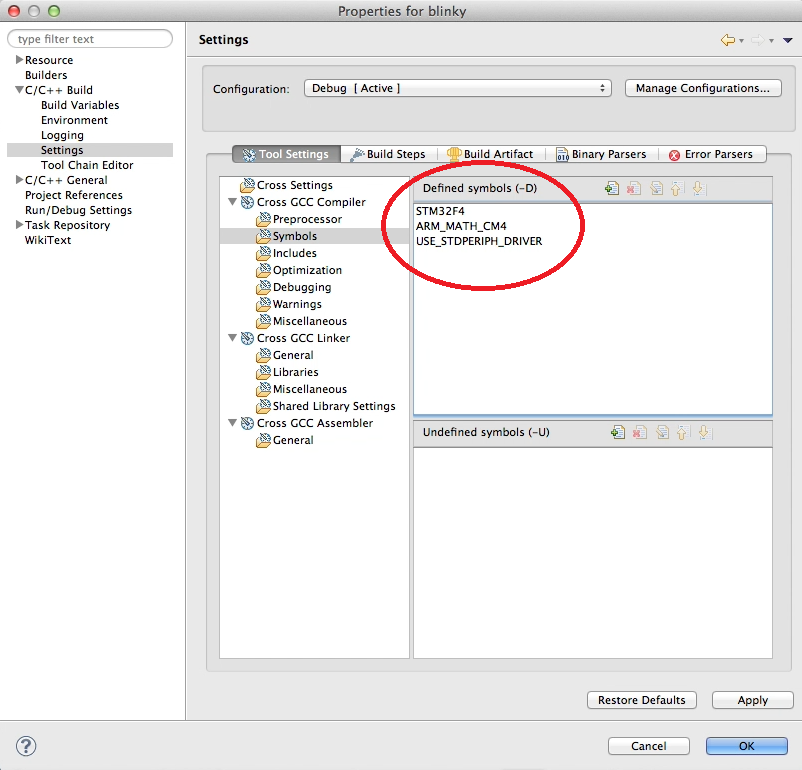 Properties for blinky
type filter text
Settings
Resource
Builders
C/C++ Build
Build Variables
Environment
Logging
Settings
Tool Chain Editor
C/C++ General
Project References
Run/Debug Settings
Task Repository
WikiText
Configuration:
Debug [ Active ]
Manage Configurations...
Tool Settings
Build Steps
Build Artifact
Binary Parsers
Error Parsers
Cross Settings
Cross GCC Compiler
Preprocessor
Symbols
Includes
Optimization
Debugging
Warnings
Miscellaneous
Cross GCC Linker
General
Libraries
Miscellaneous
Shared Library Settings
Cross GCC Assembler
General
Defined symbols (-D)
STM32F4
ARM_MATH_CM4
USE_STDPERIPH_DRIVER
Undefined symbols (-U)
Restore Defaults
Apply
?
Cancel
OK